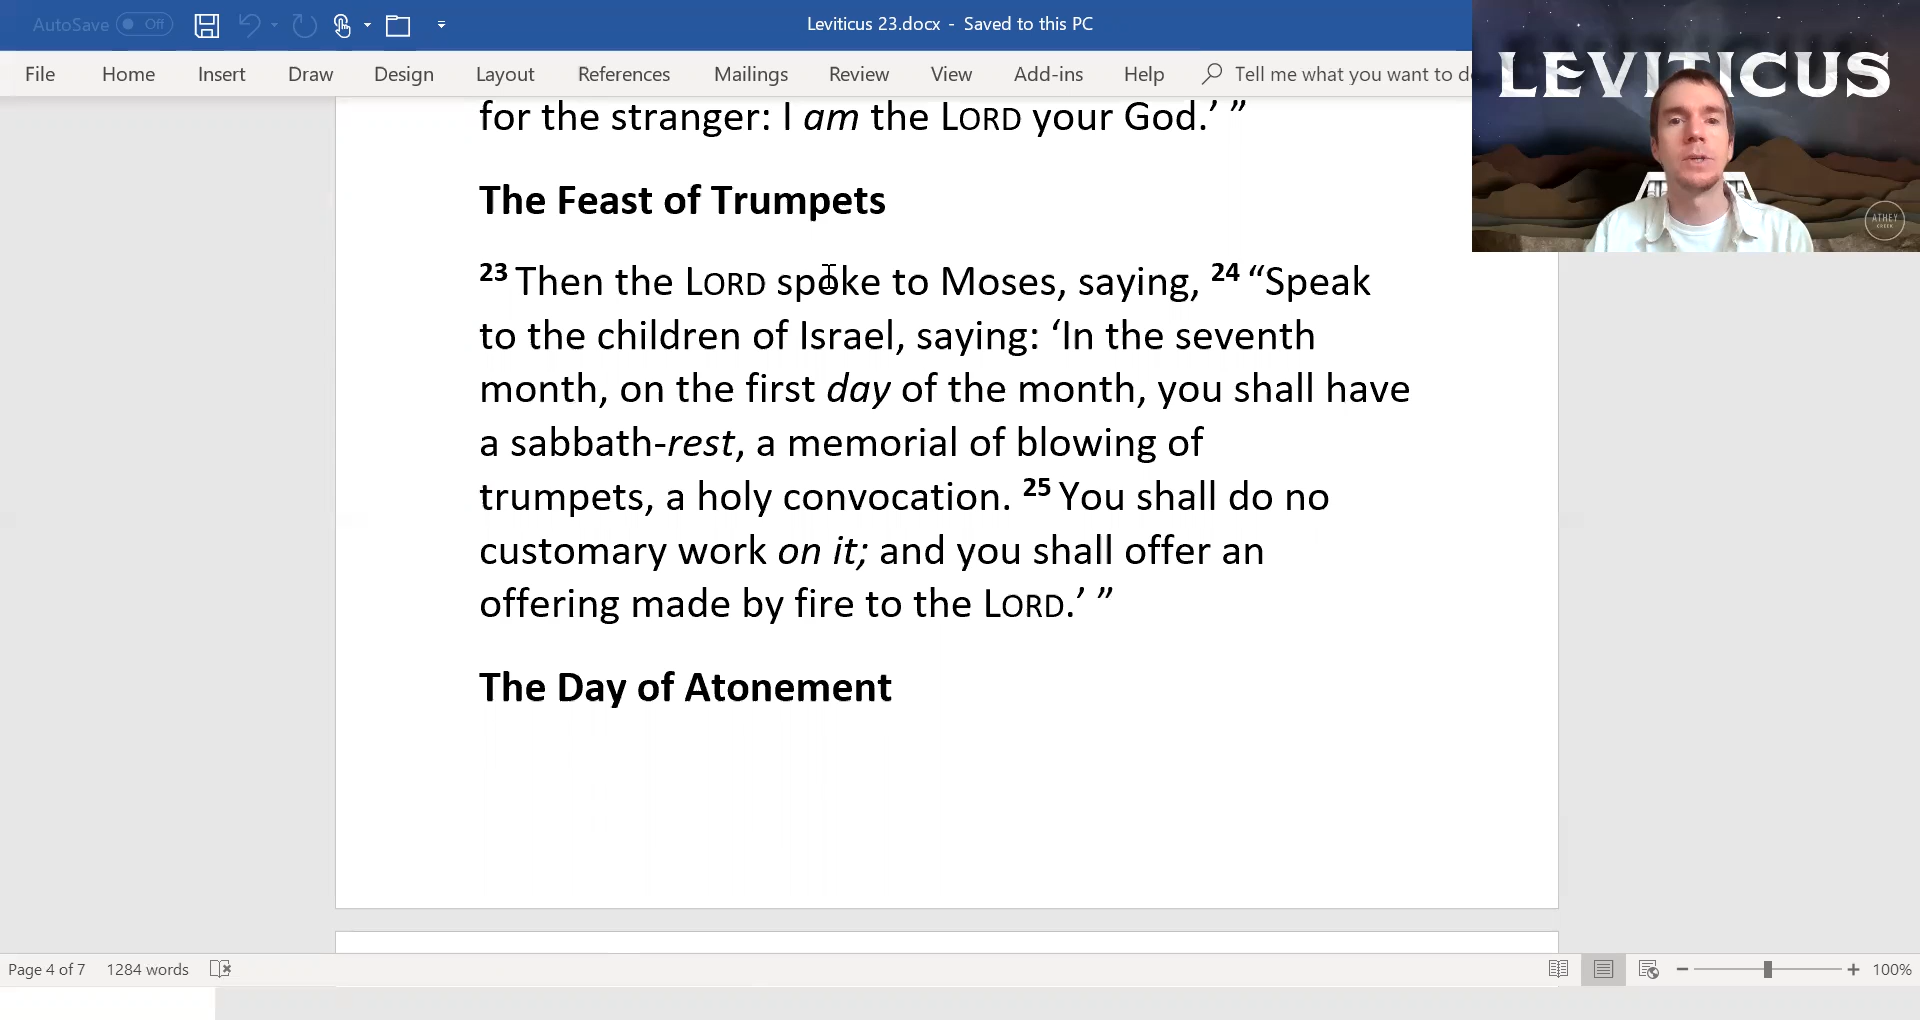 AutoSave Off
Leviticus 23.docx - Saved to this PC
File Home Insert Draw Design Layout References Mailings Review View Add-ins Help Tell me what you want to do
LEVITICUS
ATHEY
CREEK
for the stranger: I am the LORD your God.’ ”
The Feast of Trumpets
23 Then the LORD spoke to Moses, saying, 24 “Speak
to the children of Israel, saying: ‘In the seventh
month, on the first day of the month, you shall have
a sabbath-rest, a memorial of blowing of
trumpets, a holy convocation. 25 You shall do no
customary work on it; and you shall offer an
offering made by fire to the LORD.’ ”
The Day of Atonement
Page 4 of 7 1284 words 100%